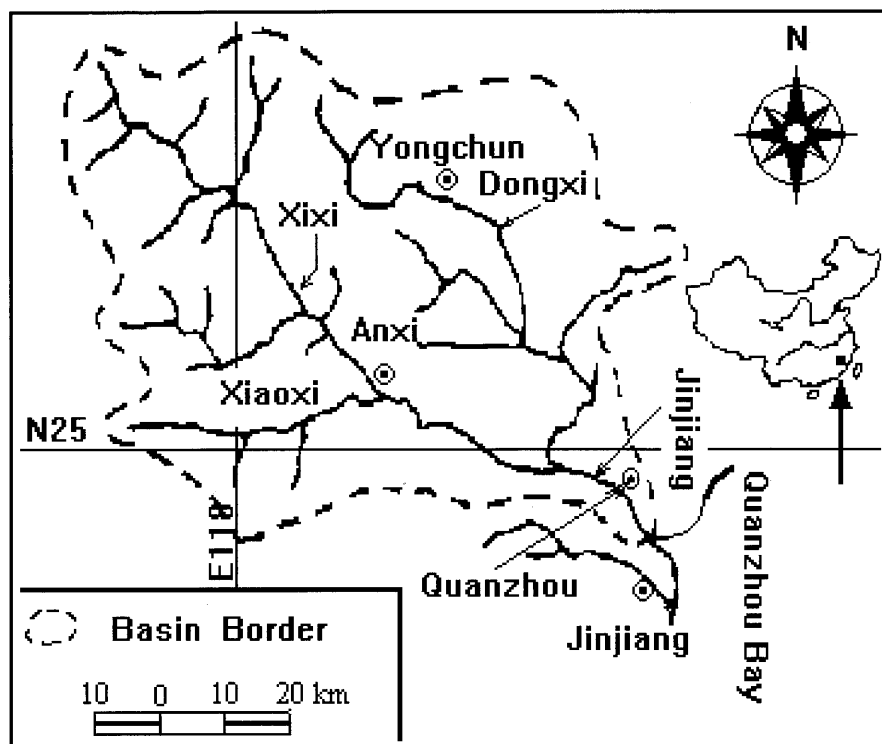 N
Yongchun
Dongxi
Xixi
Anxi
Xiaoxi
Jinjiang
N25
E118
Quanzhou
Quanzhou Bay
Jinjiang
Basin Border
10 0 10 20 km